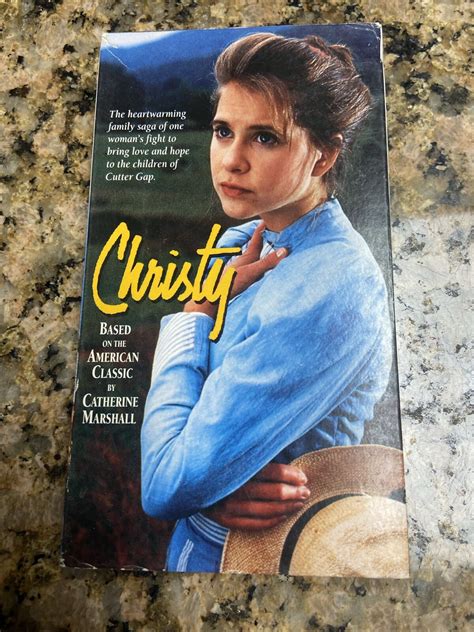 The heartwarming
family saga of one
woman's fight to
bring love and hope
to the children of
Cutter Gap.
Christy
BASED
ON THE
AMERICAN
CLASSIC
BY
CATHERINE
MARSHALL